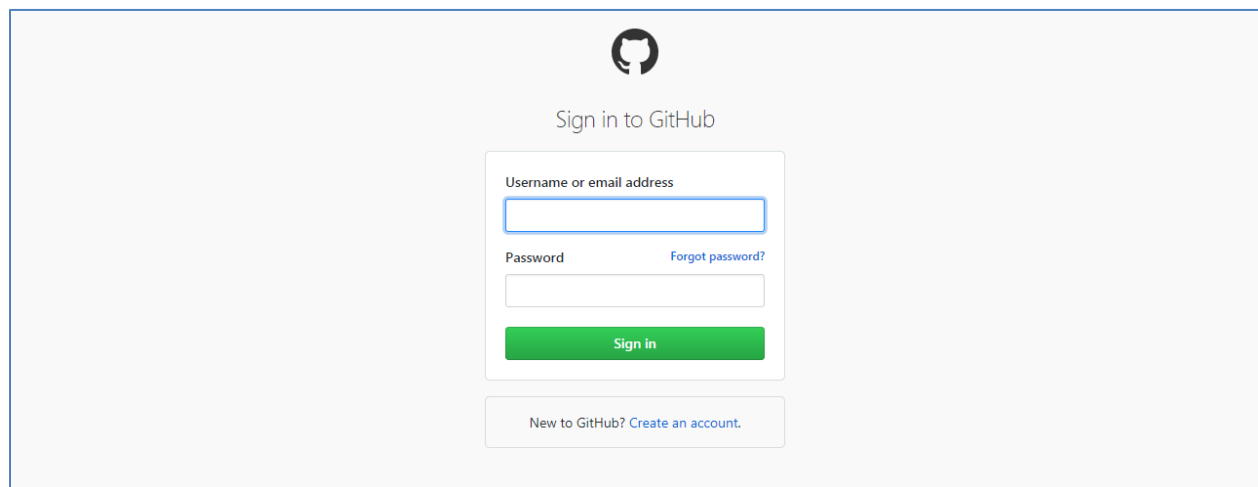 Sign in to GitHub
Username or email address
Password Forgot password?
Sign in
New to GitHub? Create an account.